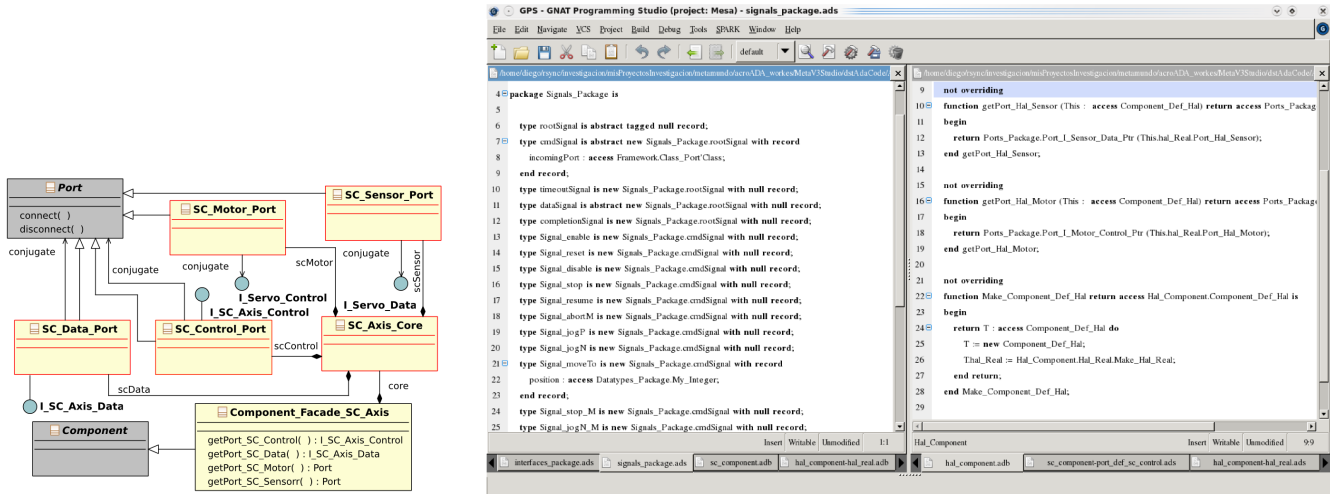 Port
connect( )
disconnect( )
SC_Motor_Port
SC_Sensor_Port
conjugate
conjugate
conjugate
conjugate
scMotor
scSensor
I_Servo_Control
I_SC_Axis_Control
I_Servo_Data
SC_Data_Port
SC_Control_Port
SC_Axis_Core
scControl
scData
core
I_SC_Axis_Data
Component
Component_Facade_SC_Axis
getPort_SC_Control( ) : I_SC_Axis_Control
getPort_SC_Data( ) : I_SC_Axis_Data
getPort_SC_Motor( ) : Port
getPort_SC_Sensorr( ) : Port
GPS - GNAT Programming Studio (project: Mesa) - signals_package.ads
File Edit Navigate VCS Project Build Debug Tools SPARK Window Help
default
/home/diego/rsync/investigacion/misProyectosInvestigacion/metamundo/aeroADA_workes/MetaV3Studio/dstAdaCode/
4 package Signals_Package is
5
6 type rootSignal is abstract tagged null record;
7 type cmdSignal is abstract new Signals_Package.rootSignal with record
8 incomingPort : access Framework.Class_Port'Class;
9 end record;
10 type timeoutSignal is new Signals_Package.rootSignal with null record;
11 type dataSignal is abstract new Signals_Package.rootSignal with null record;
12 type completionSignal is new Signals_Package.rootSignal with null record;
13 type Signal_enable is new Signals_Package.cmdSignal with null record;
14 type Signal_reset is new Signals_Package.cmdSignal with null record;
15 type Signal_disable is new Signals_Package.cmdSignal with null record;
16 type Signal_stop is new Signals_Package.cmdSignal with null record;
17 type Signal_resume is new Signals_Package.cmdSignal with null record;
18 type Signal_abortM is new Signals_Package.cmdSignal with null record;
19 type Signal_jogP is new Signals_Package.cmdSignal with null record;
20 type Signal_jogN is new Signals_Package.cmdSignal with null record;
21 type Signal_moveTo is new Signals_Package.cmdSignal with record
22 position : access Datatypes_Package.My_Integer;
23 end record;
24 type Signal_stop_M is new Signals_Package.cmdSignal with null record;
25 type Signal_jogN_M is new Signals_Package.cmdSignal with null record;
Insert Writable Unmodified 1:1
interfaces_package.ads signals_package.ads sc_component.adb hal_component-hal_real.adb
/home/diego/rsync/investigacion/misProyectosInvestigacion/metamundo/aeroADA_workes/MetaV3Studio/dstAdaCode/
9 not overriding
10 function getPort_Hal_Sensor (This : access Component_Def_Hal) return access Ports_Packag
11 begin
12 return Ports_Package.Port_I_Sensor_Data_Ptr (This.hal_Real.Port_Hal_Sensor);
13 end getPort_Hal_Sensor;
14
15 not overriding
16 function getPort_Hal_Motor (This : access Component_Def_Hal) return access Ports_Package
17 begin
18 return Ports_Package.Port_I_Motor_Control_Ptr (This.hal_Real.Port_Hal_Motor);
19 end getPort_Hal_Motor;
20
21 not overriding
22 function Make_Component_Def_Hal return access Hal_Component.Component_Def_Hal is
23 begin
24 return T : access Component_Def_Hal do
25 T := new Component_Def_Hal;
26 T.hal_Real := Hal_Component.Hal_Real.Make_Hal_Real;
27 end return;
28 end Make_Component_Def_Hal;
29
Hal_Component Insert Writable Unmodified 9:9
hal_component.adb sc_component-port_def_sc_control.ads hal_component-hal_real.ads